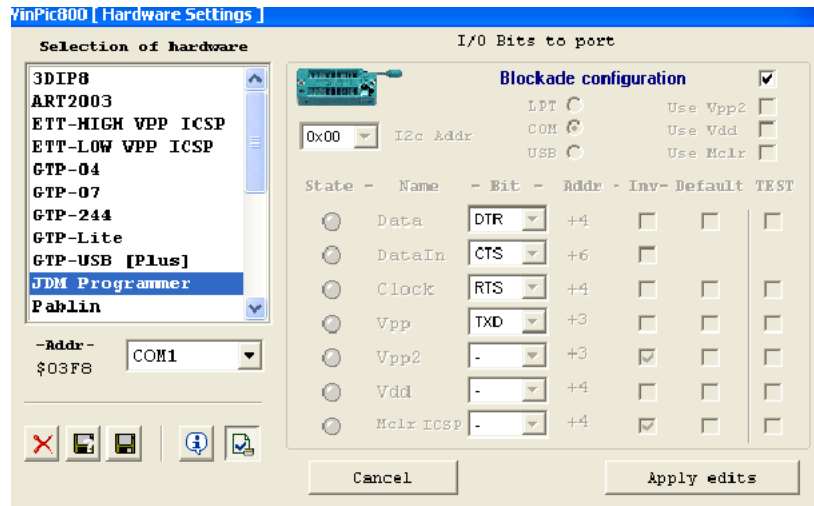 WinPic800 [ Hardware Settings ]
Selection of hardware
3DIP8
ART2003
ETT-HIGH VPP ICSP
ETT-LOW VPP ICSP
GTP-04
GTP-07
GTP-244
GTP-Lite
GTP-USB [Plus]
JDM Programmer
Pablin
-Addr-
$03F8
COM1
I/O Bits to port
Blockade configuration
LPT
Use Vpp2
0x00
I2c Addr
COM
Use Vdd
USB
Use Mclr
State - Name - Bit - Addr - Inv- Default TEST
Data DTR +4
DataIn CTS +6
Clock RTS +4
Vpp TXD +3
Vpp2 - +3
Vdd - +4
Mclr ICSP - +4
Cancel
Apply edits